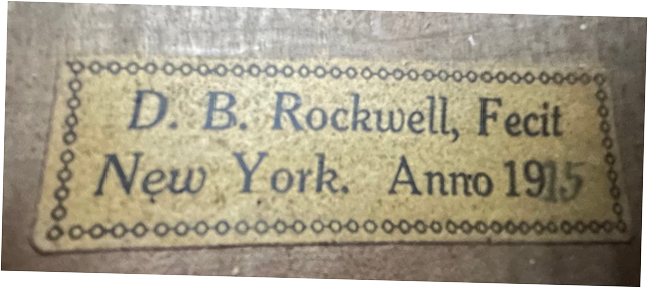 D. B. Rockwell, Fecit
New York. Anno 1915